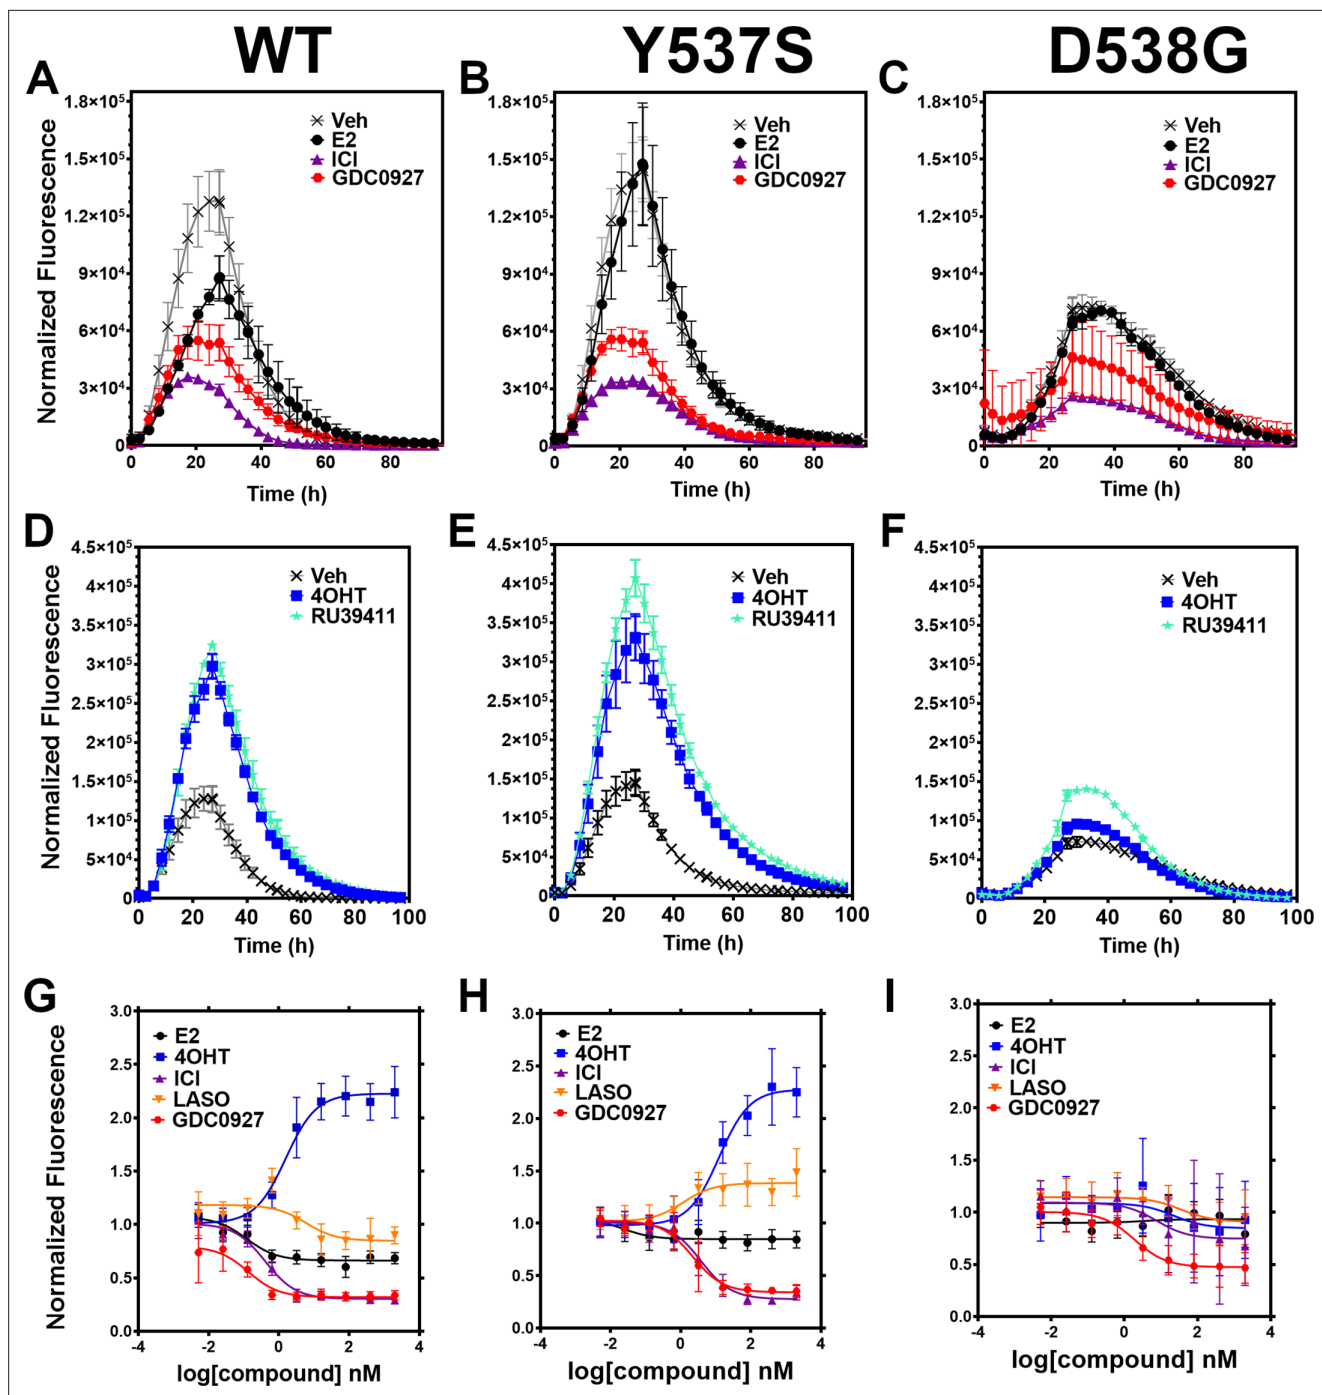 WT
Y537S
D538G
A
Normalized Fluorescence
1.8×10⁵
1.5×10⁵
1.2×10⁵
9×10⁴
6×10⁴
3×10⁴
0
Veh
E2
ICI
GDC0927
0 20 40 60 80
Time (h)
B
1.8×10⁵
1.5×10⁵
1.2×10⁵
9×10⁴
6×10⁴
3×10⁴
0
Veh
E2
ICI
GDC0927
0 20 40 60 80
Time (h)
C
1.8×10⁵
1.5×10⁵
1.2×10⁵
9×10⁴
6×10⁴
3×10⁴
0
Veh
E2
ICI
GDC0927
0 20 40 60 80
Time (h)
D
Normalized Fluorescence
4.5×10⁵
4×10⁵
3.5×10⁵
3×10⁵
2.5×10⁵
2×10⁵
1.5×10⁵
1×10⁵
5×10⁴
0
Veh
4OHT
RU39411
0 20 40 60 80 100
Time (h)
E
4.5×10⁵
4×10⁵
3.5×10⁵
3×10⁵
2.5×10⁵
2×10⁵
1.5×10⁵
1×10⁵
5×10⁴
0
Veh
4OHT
RU39411
0 20 40 60 80 100
Time (h)
F
4.5×10⁵
4×10⁵
3.5×10⁵
3×10⁵
2.5×10⁵
2×10⁵
1.5×10⁵
1×10⁵
5×10⁴
0
Veh
4OHT
RU39411
0 20 40 60 80 100
Time (h)
G
Normalized Fluorescence
3.0
2.5
2.0
1.5
1.0
0.5
0.0
E2
4OHT
ICI
LASO
GDC0927
-4 -2 0 2 4
log[compound] nM
H
3.0
2.5
2.0
1.5
1.0
0.5
0.0
E2
4OHT
ICI
LASO
GDC0927
-4 -2 0 2 4
log[compound] nM
I
3.0
2.5
2.0
1.5
1.0
0.5
0.0
E2
4OHT
ICI
LASO
GDC0927
-4 -2 0 2 4
log[compound] nM